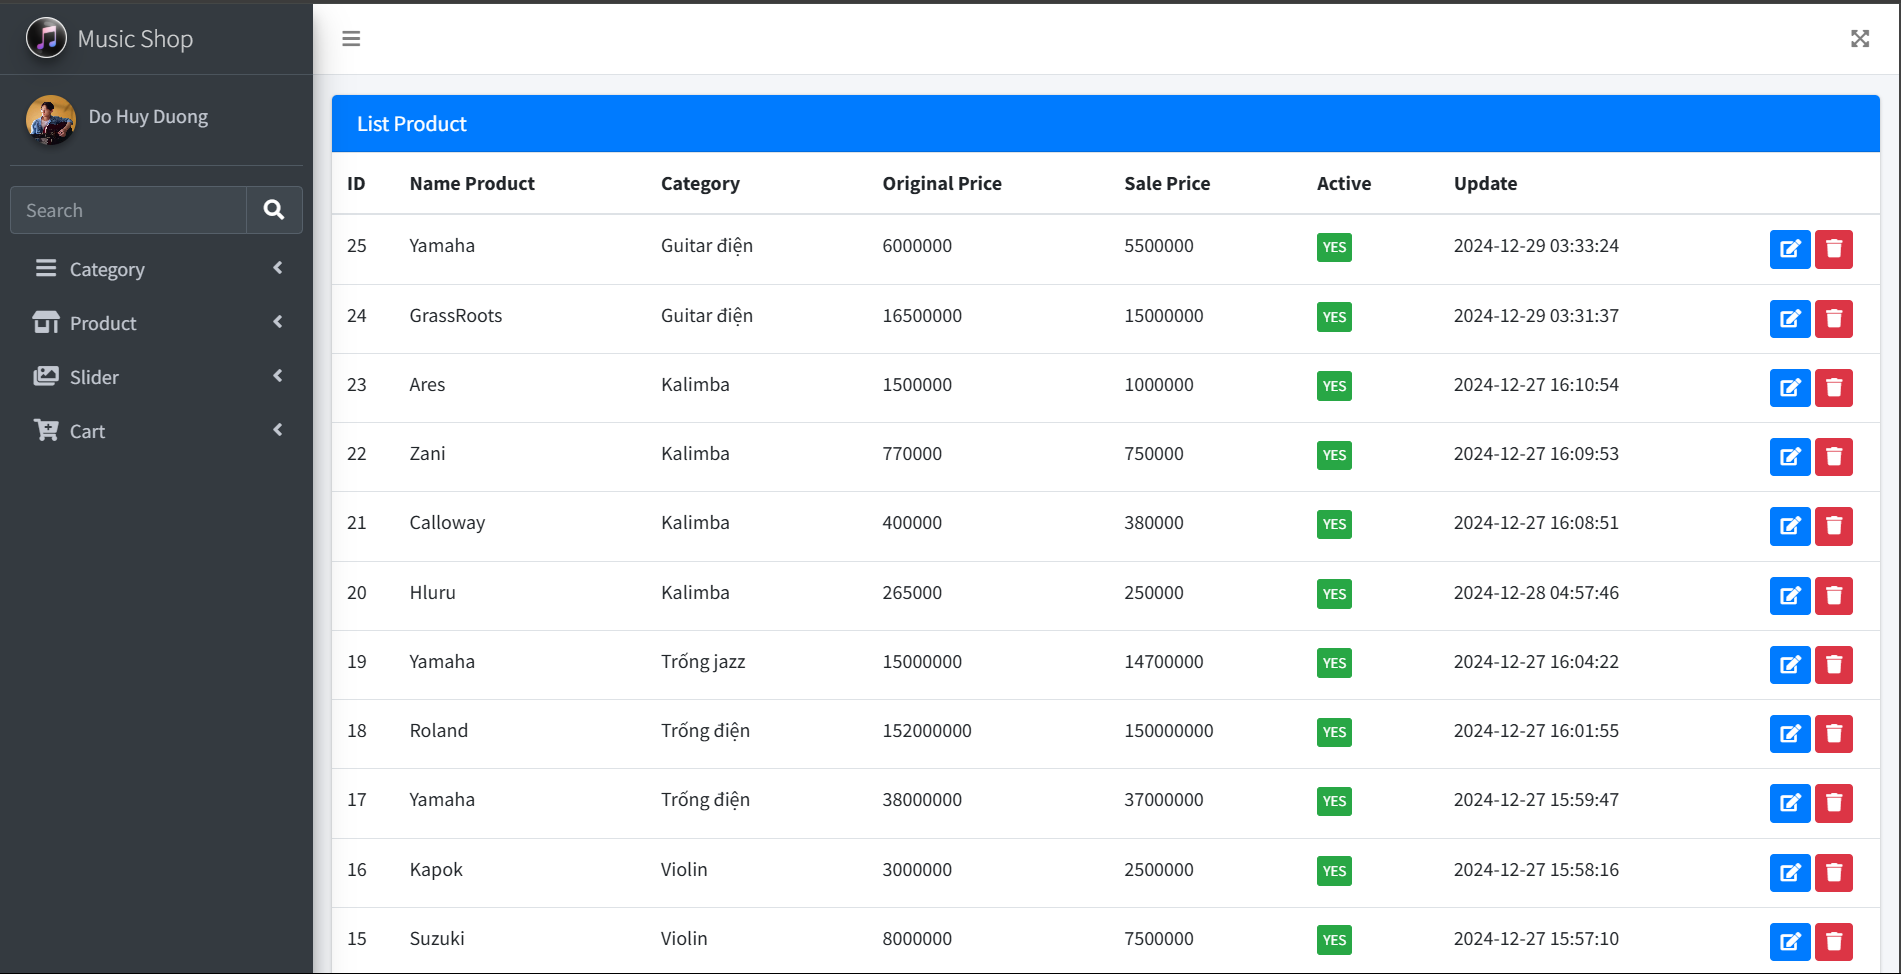 Music Shop
Do Huy Duong
Search
Category
Product
Slider
Cart
List Product
ID Name Product Category Original Price Sale Price Active Update
25 Yamaha Guitar điện 6000000 5500000 YES 2024-12-29 03:33:24
24 GrassRoots Guitar điện 16500000 15000000 YES 2024-12-29 03:31:37
23 Ares Kalimba 1500000 1000000 YES 2024-12-27 16:10:54
22 Zani Kalimba 770000 750000 YES 2024-12-27 16:09:53
21 Calloway Kalimba 400000 380000 YES 2024-12-27 16:08:51
20 Hluru Kalimba 265000 250000 YES 2024-12-28 04:57:46
19 Yamaha Trống jazz 15000000 14700000 YES 2024-12-27 16:04:22
18 Roland Trống điện 152000000 150000000 YES 2024-12-27 16:01:55
17 Yamaha Trống điện 38000000 37000000 YES 2024-12-27 15:59:47
16 Kapok Violin 3000000 2500000 YES 2024-12-27 15:58:16
15 Suzuki Violin 8000000 7500000 YES 2024-12-27 15:57:10